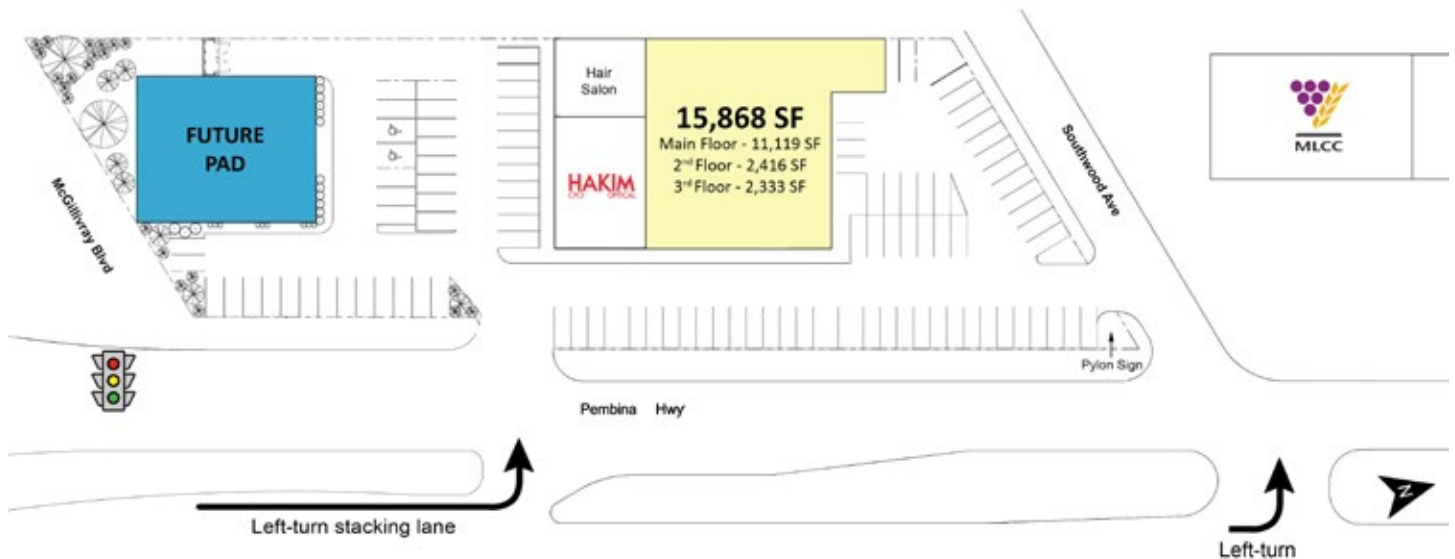 FUTURE
PAD
Hair
Salon
HAKIM
OPTICAL
15,868 SF
Main Floor - 11,119 SF
2nd Floor - 2,416 SF
3rd Floor - 2,333 SF
MLCC
McGillivray Blvd
Southwood Ave
Pylon Sign
Pembina Hwy
Left-turn stacking lane
Left-turn
N